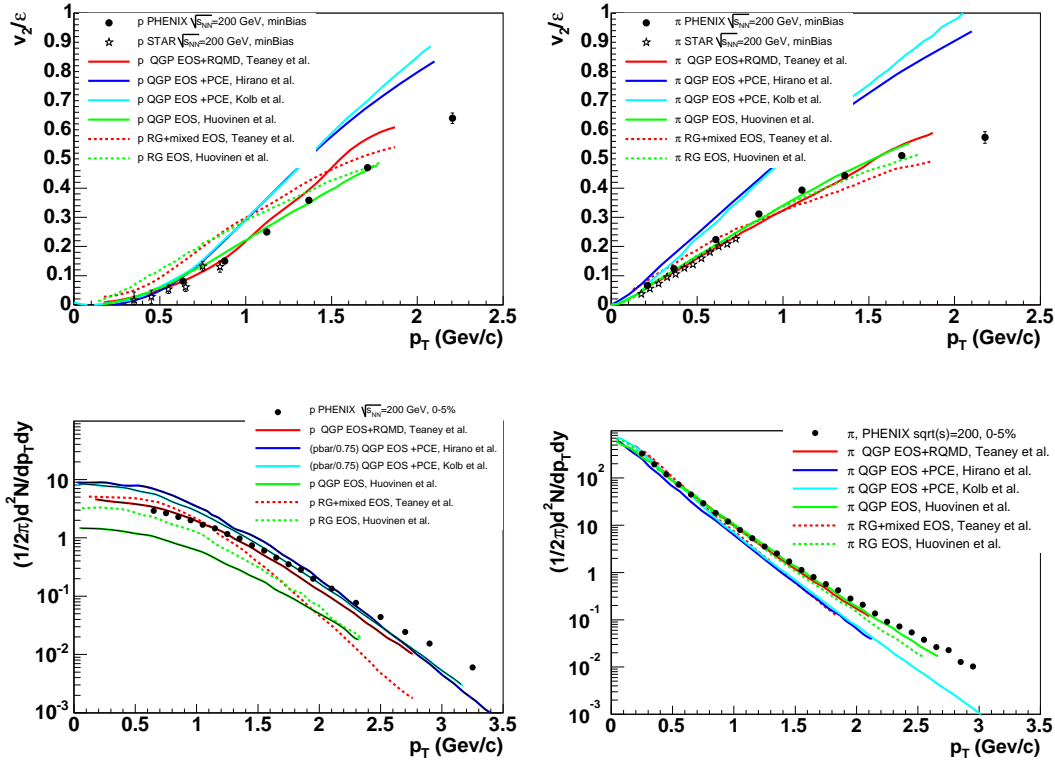 v₂/ε
1
0.9
0.8
0.7
0.6
0.5
0.4
0.3
0.2
0.1
0
p PHENIX √s_NN=200 GeV, minBias
p STAR √s_NN=200 GeV, minBias
p QGP EOS+RQMD, Teaney et al.
p QGP EOS +PCE, Hirano et al.
p QGP EOS +PCE, Kolb et al.
p QGP EOS, Huovinen et al.
p RG+mixed EOS, Teaney et al.
p RG EOS, Huovinen et al.
0 0.5 1 1.5 2 2.5
p_T (Gev/c)
v₂/ε
1
0.9
0.8
0.7
0.6
0.5
0.4
0.3
0.2
0.1
0
π PHENIX √s_NN=200 GeV, minBias
π STAR √s_NN=200 GeV, minBias
π QGP EOS+RQMD, Teaney et al.
π QGP EOS +PCE, Hirano et al.
π QGP EOS +PCE, Kolb et al.
π QGP EOS, Huovinen et al.
π RG+mixed EOS, Teaney et al.
π RG EOS, Huovinen et al.
0 0.5 1 1.5 2 2.5
p_T (Gev/c)
(1/2π)d²N/dp_Tdy
10²
10
1
10⁻¹
10⁻²
10⁻³
p PHENIX √s_NN=200 GeV, 0-5%
p QGP EOS+RQMD, Teaney et al.
(pbar/0.75) QGP EOS +PCE, Hirano et al.
(pbar/0.75) QGP EOS +PCE, Kolb et al.
p QGP EOS, Huovinen et al.
p RG+mixed EOS, Teaney et al.
p RG EOS, Huovinen et al.
0 0.5 1 1.5 2 2.5 3 3.5
p_T (Gev/c)
(1/2π)d²N/dp_Tdy
10²
10
1
10⁻¹
10⁻²
10⁻³
π, PHENIX sqrt(s)=200, 0-5%
π QGP EOS+RQMD, Teaney et al.
π QGP EOS +PCE, Hirano et al.
π QGP EOS +PCE, Kolb et al.
π QGP EOS, Huovinen et al.
π RG+mixed EOS, Teaney et al.
π RG EOS, Huovinen et al.
0 0.5 1 1.5 2 2.5 3 3.5
p_T (Gev/c)